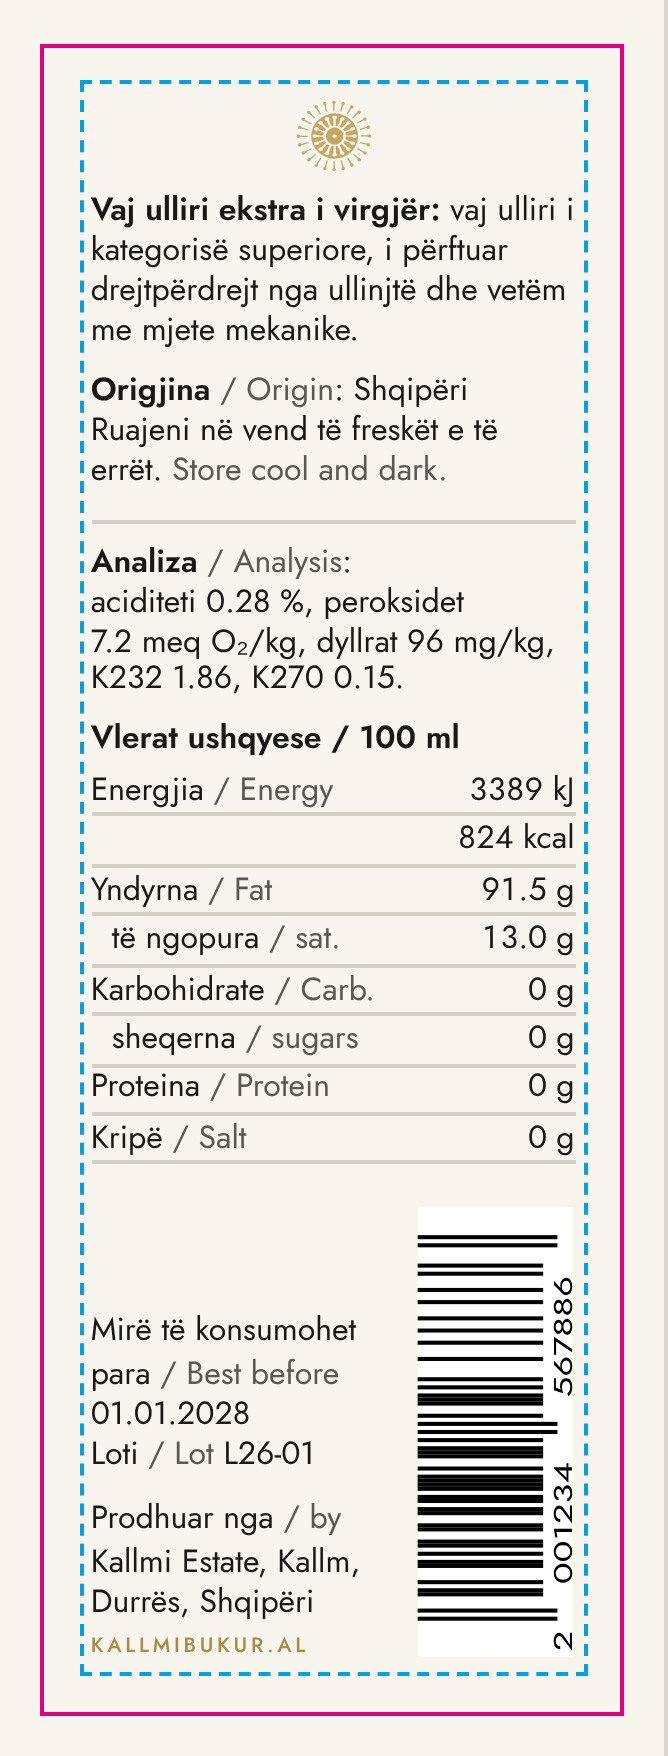 Vaj ulliri ekstra i virgjër: vaj ulliri i
kategorisë superiore, i përftuar
drejtpërdrejt nga ullinjtë dhe vetëm
me mjete mekanike.
Origjina / Origin: Shqipëri
Ruajeni në vend të freskët e të
errët. Store cool and dark.
Analiza / Analysis:
aciditeti 0.28 %, peroksidet
7.2 meq O₂/kg, dyllrat 96 mg/kg,
K232 1.86, K270 0.15.
Vlerat ushqyese / 100 ml
Energjia / Energy 3389 kJ
824 kcal
Yndyrna / Fat 91.5 g
të ngopura / sat. 13.0 g
Karbohidrate / Carb. 0 g
sheqerna / sugars 0 g
Proteina / Protein 0 g
Kripë / Salt 0 g
Mirë të konsumohet
para / Best before
01.01.2028
Loti / Lot L26-01
Prodhuar nga / by
Kallmi Estate, Kallm,
Durrës, Shqipëri
KALLMIBUKUR.AL
2 001234 567886